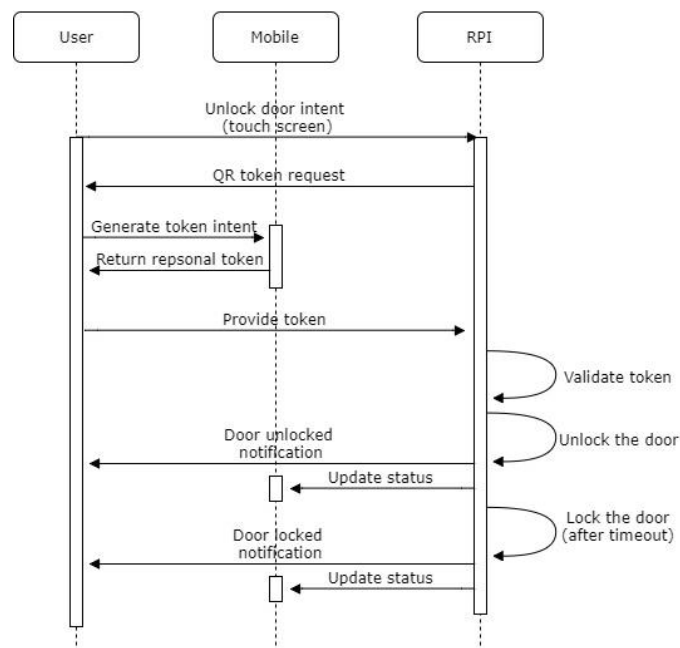 User
Mobile
RPI
Unlock door intent
(touch screen)
QR token request
Generate token intent
Return repsonal token
Provide token
Validate token
Unlock the door
Door unlocked
notification
Update status
Lock the door
(after timeout)
Door locked
notification
Update status